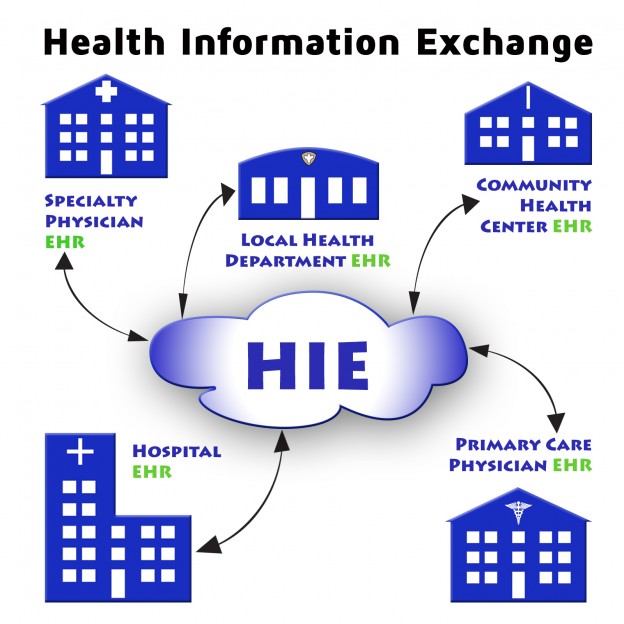 Health Information Exchange
SPECIALTY
PHYSICIAN
EHR
LOCAL HEALTH
DEPARTMENT EHR
COMMUNITY
HEALTH
CENTER EHR
HIE
HOSPITAL
EHR
PRIMARY CARE
PHYSICIAN EHR